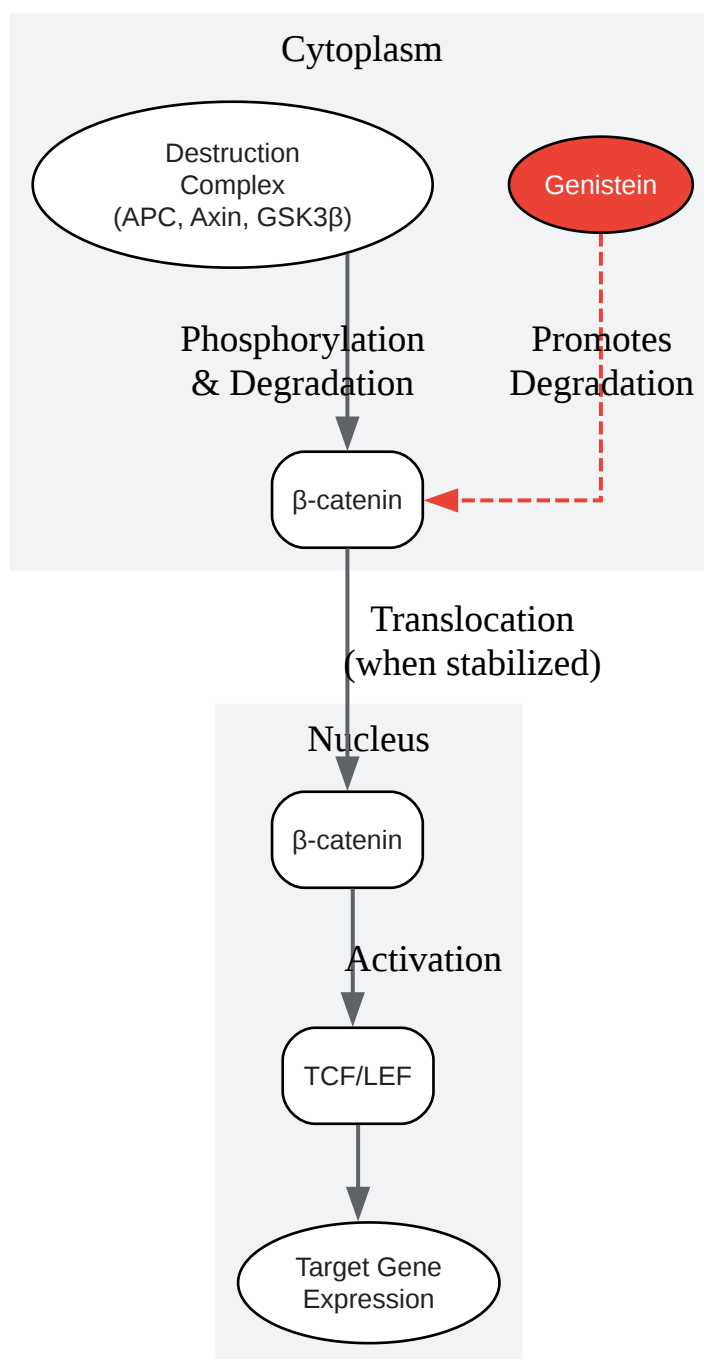 Cytoplasm
Destruction
Complex
(APC, Axin, GSK3β)
Genistein
Phosphorylation
& Degradation
Promotes
Degradation
β-catenin
Translocation
(when stabilized)
Nucleus
β-catenin
Activation
TCF/LEF
Target Gene
Expression